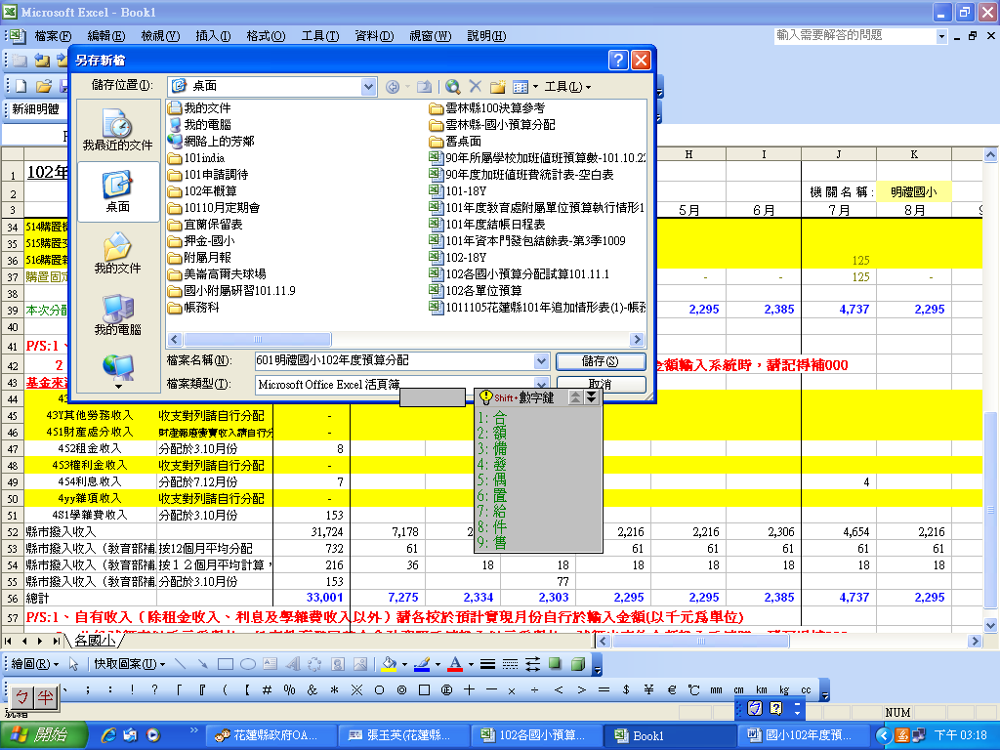 Microsoft Excel - Book1
檔案(F) 編輯(E) 檢視(V) 插入(I) 格式(O) 工具(T) 資料(D) 視窗(W) 說明(H)
輸入需要解答的問題
另存新檔
儲存位置(I): 桌面
工具(L)
新細明體
我最近的文件
桌面
我的文件
我的電腦
我的文件
我的電腦
網路上的芳鄰
101india
101申請調待
102年概算
10110月定期會
宜蘭保留表
押金-國小
附屬月報
美崙高爾夫球場
國小附屬研習101.11.9
帳務科
雲林縣100決算參考
雲林縣-國小預算分配
舊桌面
90年所屬學校加班值班預算數-101.10.22
90年度加班值班費統計表-空白表
101-18Y
101年度教育處附屬單位預算執行情形1
101年度結帳日程表
101年資本門發包結餘表-第3季1009
102-18Y
102各國小預算分配試算101.11.1
102各單位預算
1011105花蓮縣101年追加情形表(1)-帳務
檔案名稱(N): 601明禮國小102年度預算分配 儲存(S)
檔案類型(T): Microsoft Office Excel 活頁簿 取消
Shift+數字鍵
1: 合
2: 額
3: 備
4: 發
5: 偶
6: 置
7: 給
8: 件
9: 售
H I J K
1 102年
2 機關名稱: 明禮國小
3 5月 6月 7月 8月 9
34 514購置
35 515購置
36 516購置 125
37 購置固定 - - 125 -
38
39 本次分配 2,295 2,385 4,737 2,295
40
41 P/S:1、
42 2 金額輸入系統時，請記得補000
43 基金來
44 43
45 43Y其他勞務收入 收支對列請自行分配 -
46 451財產處分收入 財產報廢變賣收入請自行分 -
47 452租金收入 分配於3.10月份 8
48 453權利金收入 收支對列請自行分配 -
49 454利息收入 分配於7.12月份 7 4
50 4yy雜項收入 收支對列請自行分配 -
51 4S1學雜費收入 分配於3.10月份 153
52 縣市撥入收入 31,724 7,178 2 2,216 2,216 2,306 4,654 2,216
53 縣市撥入收入（教育部補 按12個月平均分配 732 61 61 61 61 61 61
54 縣市撥入收入（教育部補 按１２個月平均計算， 216 36 18 18 18 18 18 18 18
55 縣市撥入收入（教育部補 分配於3.10月份 153 77
56 總計 33,001 7,275 2,334 2,303 2,295 2,295 2,385 4,737 2,295
57 P/S:1、自有收入（除租金收入、利息及學雜費收入以外）請各校於預計實現月份自行於輸入金額(以千元為單位)
各國小
繪圖(R) 快取圖案(U)
、 ； ： ！ ？ 「 『 （ 【 # % & * ※ ○ ◎ □ ㊣ ＋ － × ÷ ＜ ＞ ＝ $ ¥ € ℃ mm cm km kg cc
ㄅ 半
就緒
NUM
開始 花蓮縣政府OA... 張玉英(花蓮縣... 102各國小預算... Book1 國小102年度預... 下午 03:18